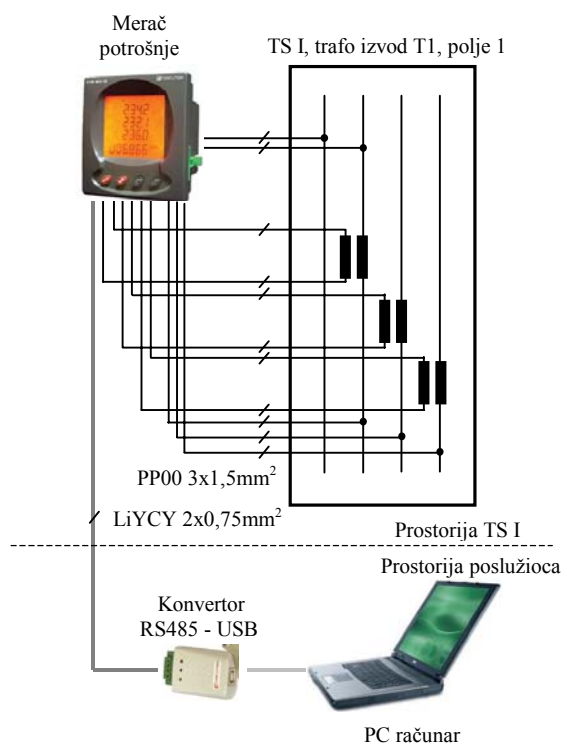 Merač
potrošnje
TS I, trafo izvod T1, polje 1
PP00 3x1,5mm²
LiYCY 2x0,75mm²
Prostorija TS I
Prostorija poslužioca
Konvertor
RS485 - USB
PC računar